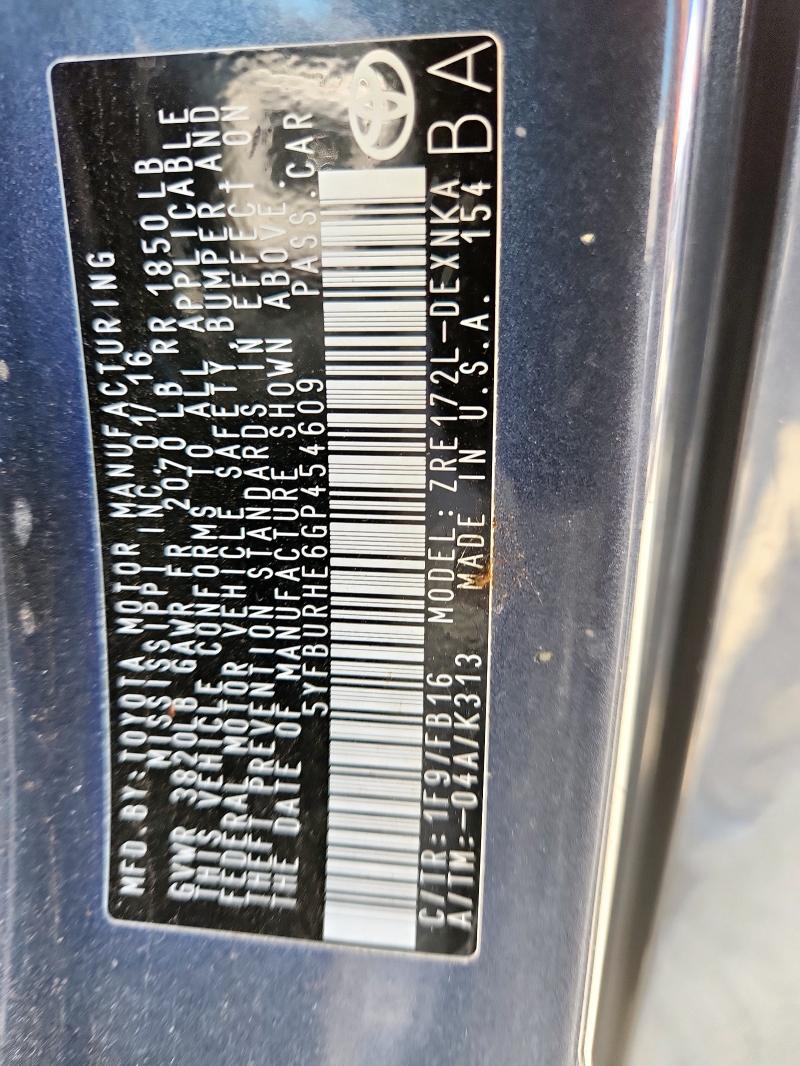 MFD.BY:TOYOTA MOTOR MANUFACTURING
MISSISSIPPI INC. 01/16
GVWR 3820LB GAWR FR 2070 LB RR 1850LB
THIS VEHICLE CONFORMS TO ALL APPLICABLE
FEDERAL MOTOR VEHICLE SAFETY BUMPER AND
THEFT PREVENTION STANDARDS IN EFFECT ON
THE DATE OF MANUFACTURE SHOWN ABOVE.
5YFBURHE6GP454609 PASS.CAR
C/TR:1F9/FB16 MODEL:ZRE172L-DEXNKA
A/TM:-04A/K313 MADE IN U.S.A. 154
BA